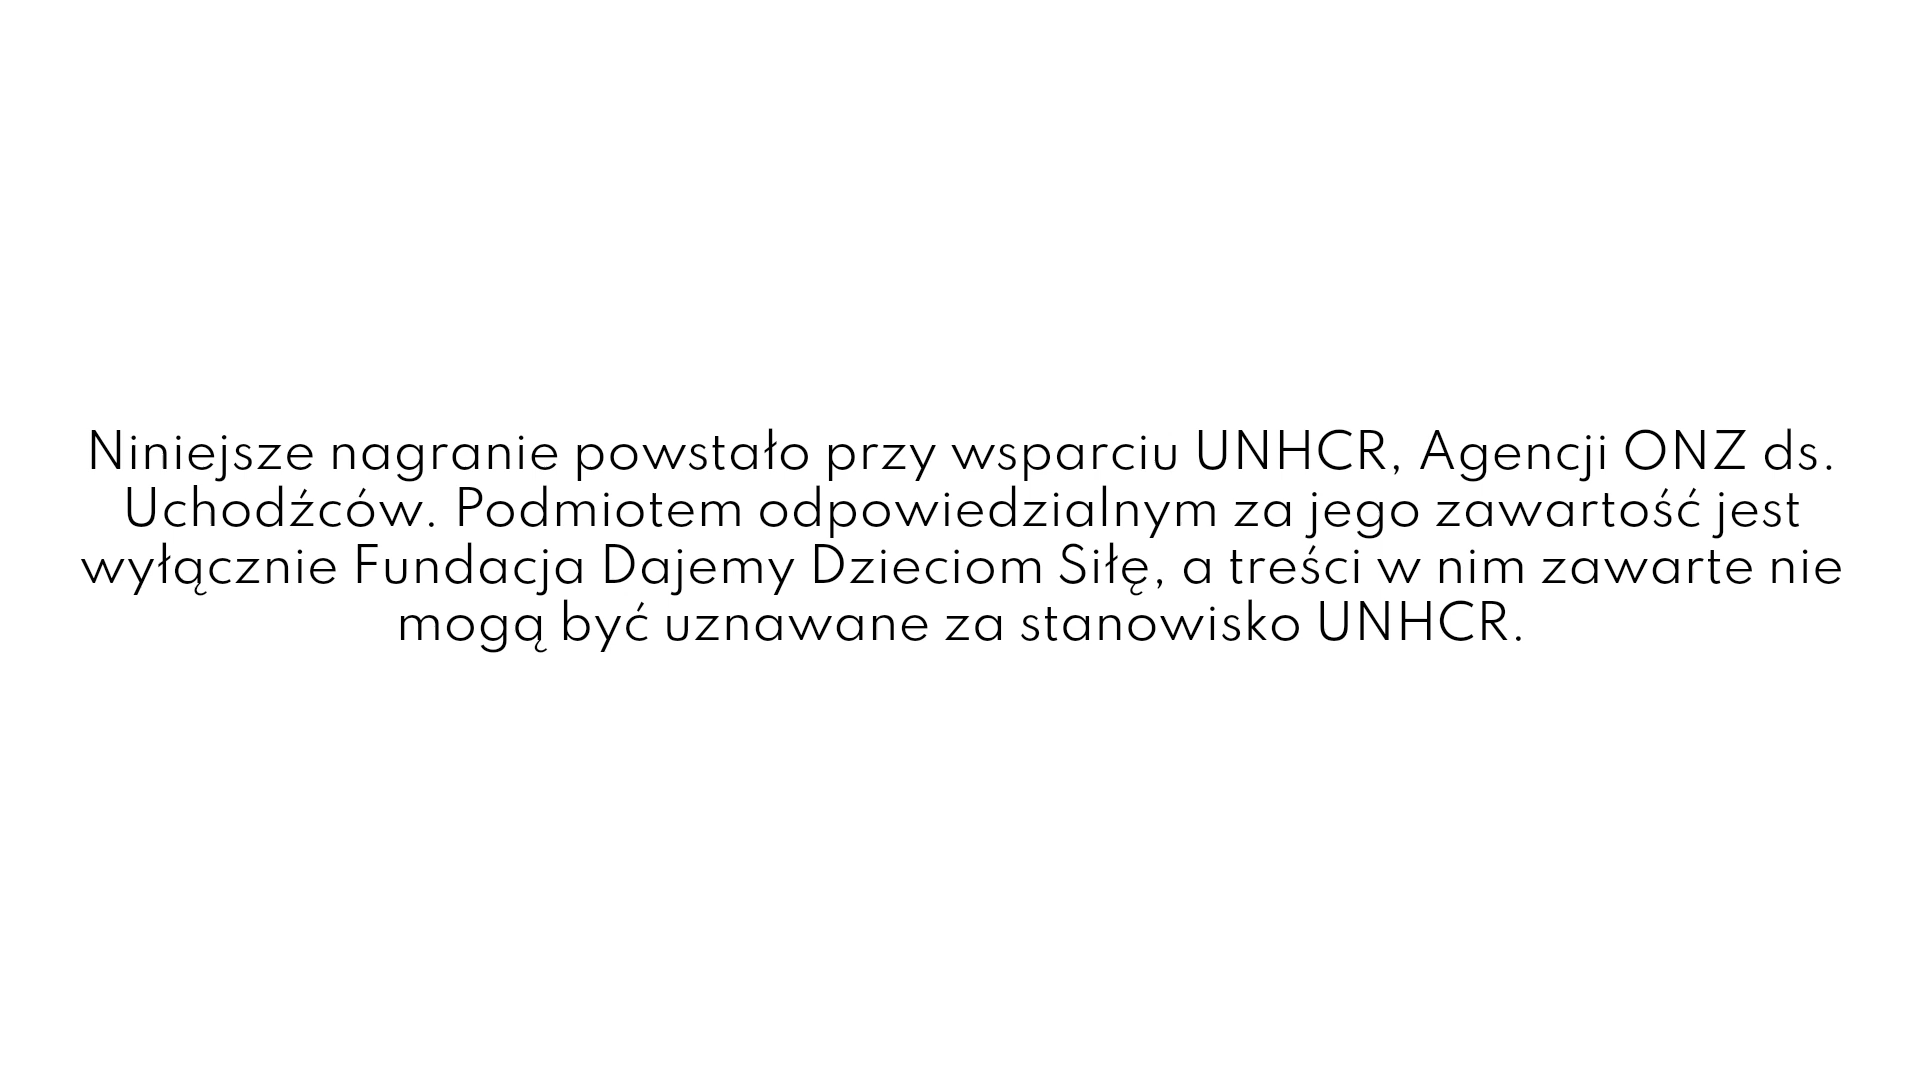 Niniejsze nagranie powstało przy wsparciu UNHCR, Agencji ONZ ds.
Uchodźców. Podmiotem odpowiedzialnym za jego zawartość jest
wyłącznie Fundacja Dajemy Dzieciom Siłę, a treści w nim zawarte nie
mogą być uznawane za stanowisko UNHCR.